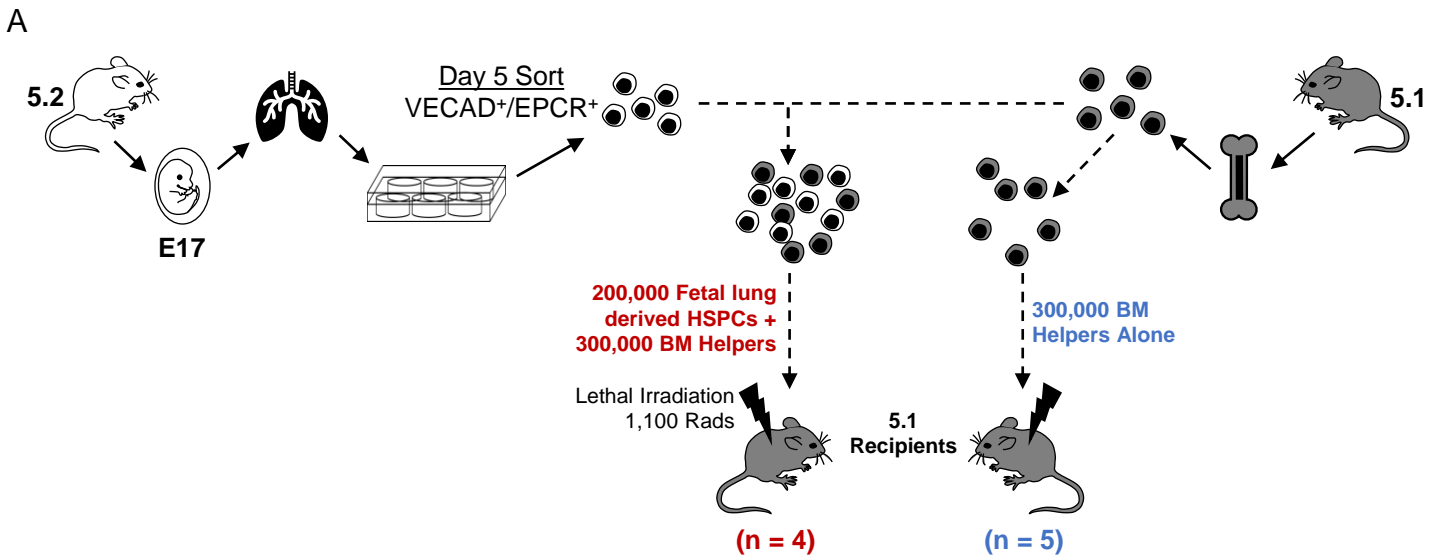 A
5.2
E17
Day 5 Sort
VECAD⁺/EPCR⁺
5.1
200,000 Fetal lung
derived HSPCs +
300,000 BM Helpers
300,000 BM
Helpers Alone
Lethal Irradiation
1,100 Rads
5.1
Recipients
(n = 4)
(n = 5)